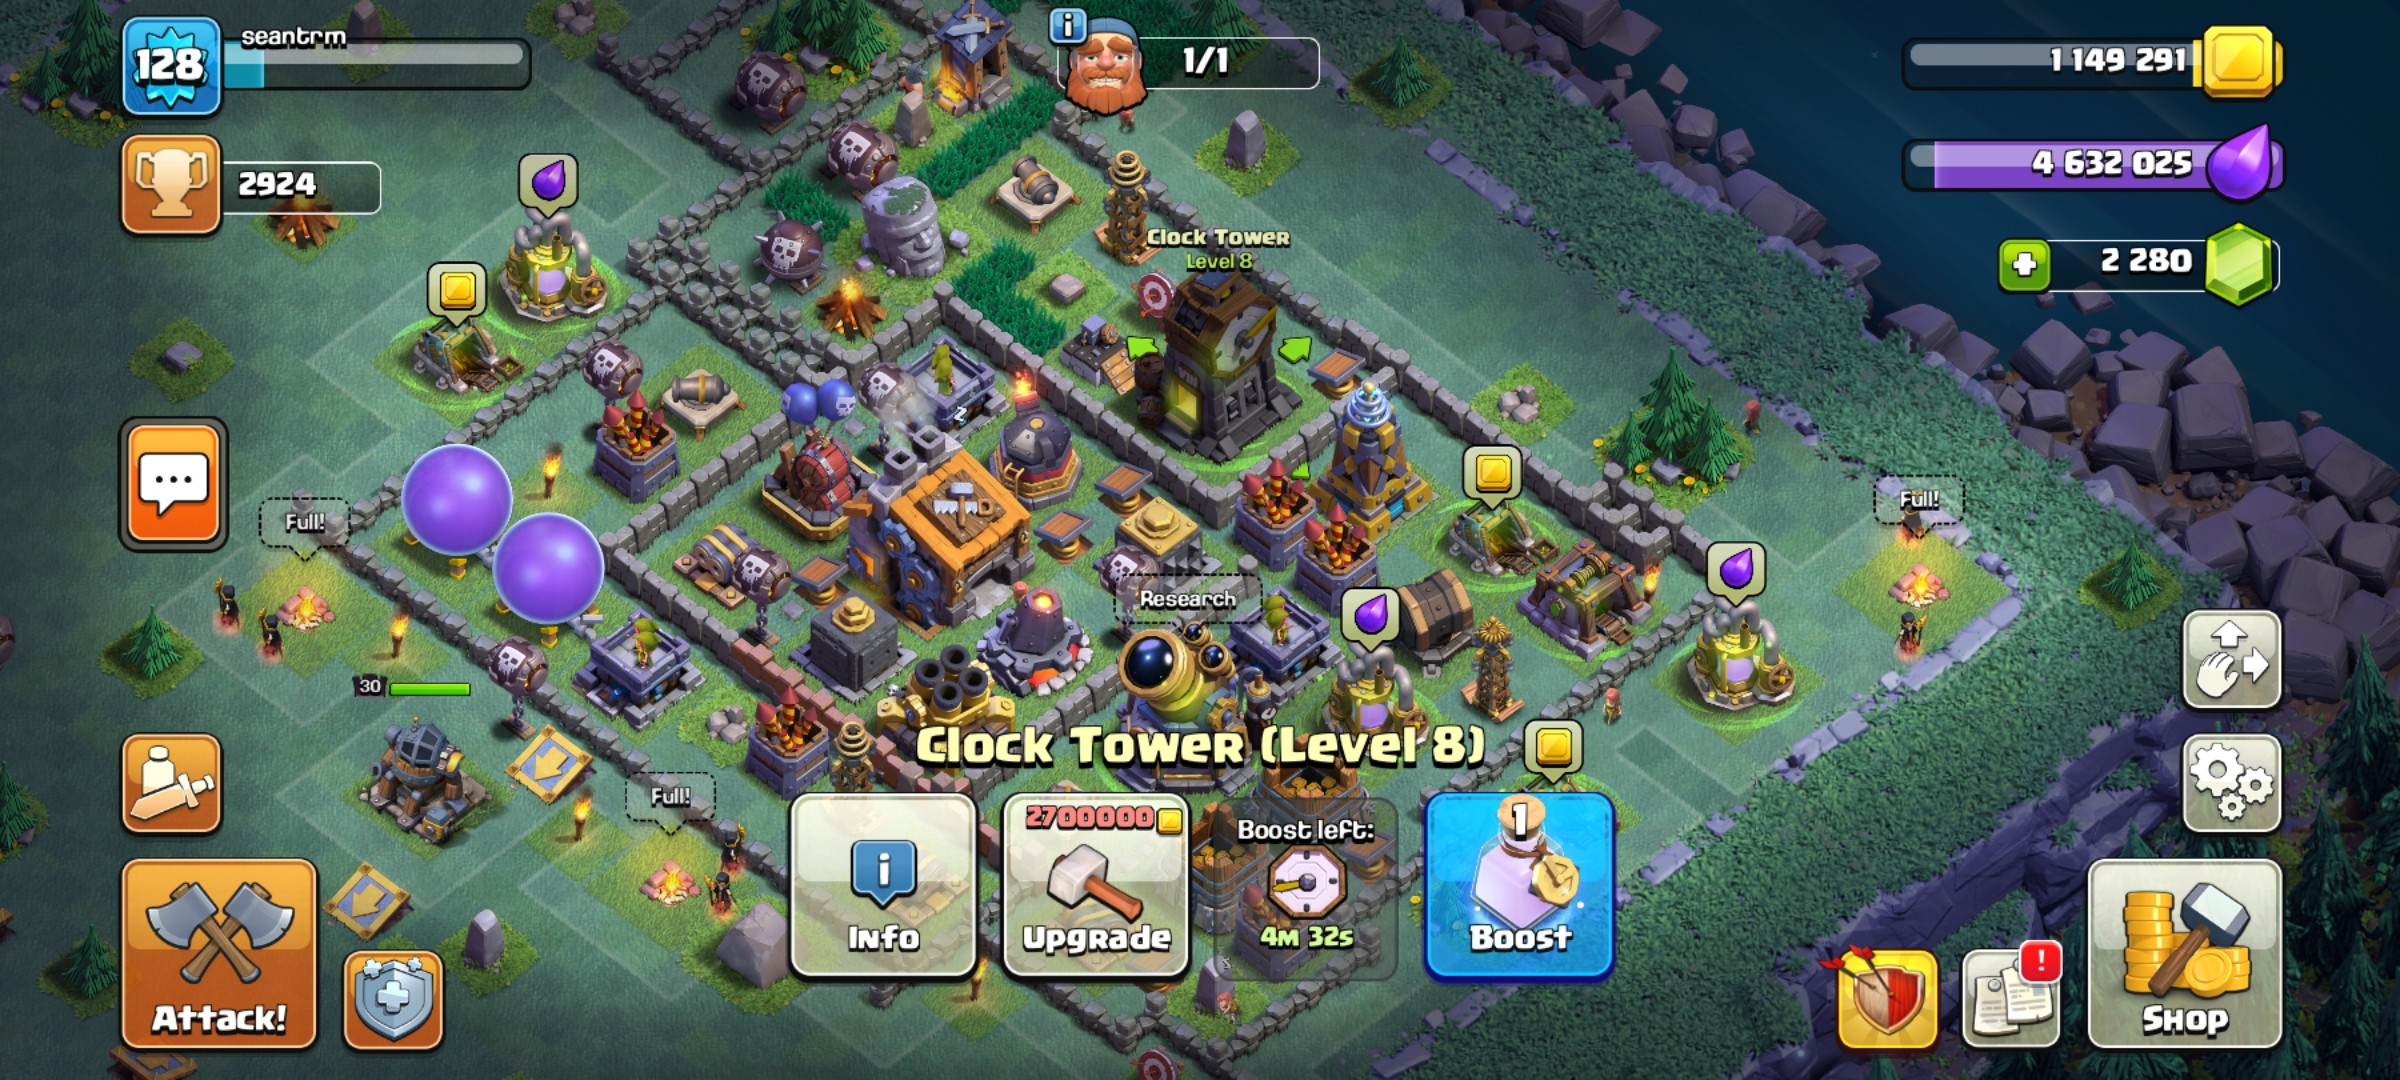 128
seantrm
1/1
1 149 291
2924
4 632 025
2 280
Clock Tower
Level 8
Full!
Full!
Research
30
Clock Tower (Level 8)
Full!
Info
2700000
Upgrade
Boost left:
4m 32s
1
Boost
Attack!
!
Shop